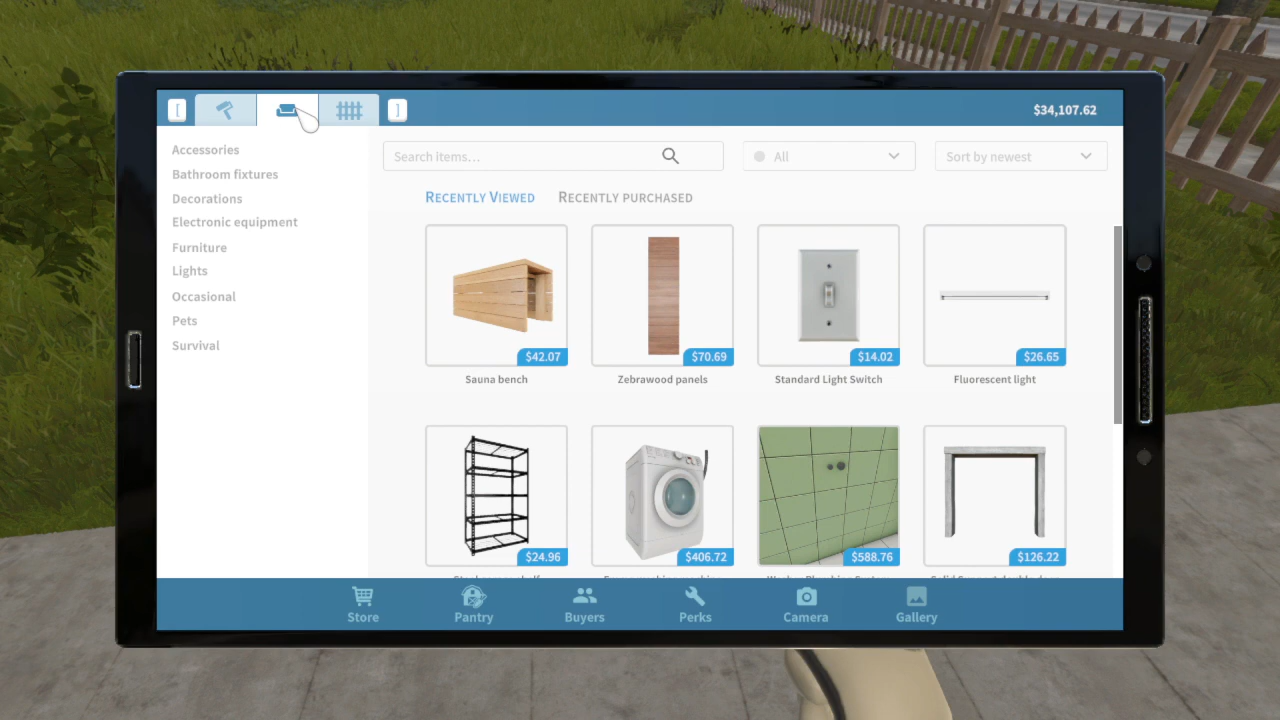 [
]
$34,107.62
Accessories
Bathroom fixtures
Decorations
Electronic equipment
Furniture
Lights
Occasional
Pets
Survival
Search items...
All
Sort by newest
Recently Viewed
Recently purchased
$42.07
$70.69
$14.02
$26.65
Sauna bench
Zebrawood panels
Standard Light Switch
Fluorescent light
$24.96
$406.72
$588.76
$126.22
Store
Pantry
Buyers
Perks
Camera
Gallery